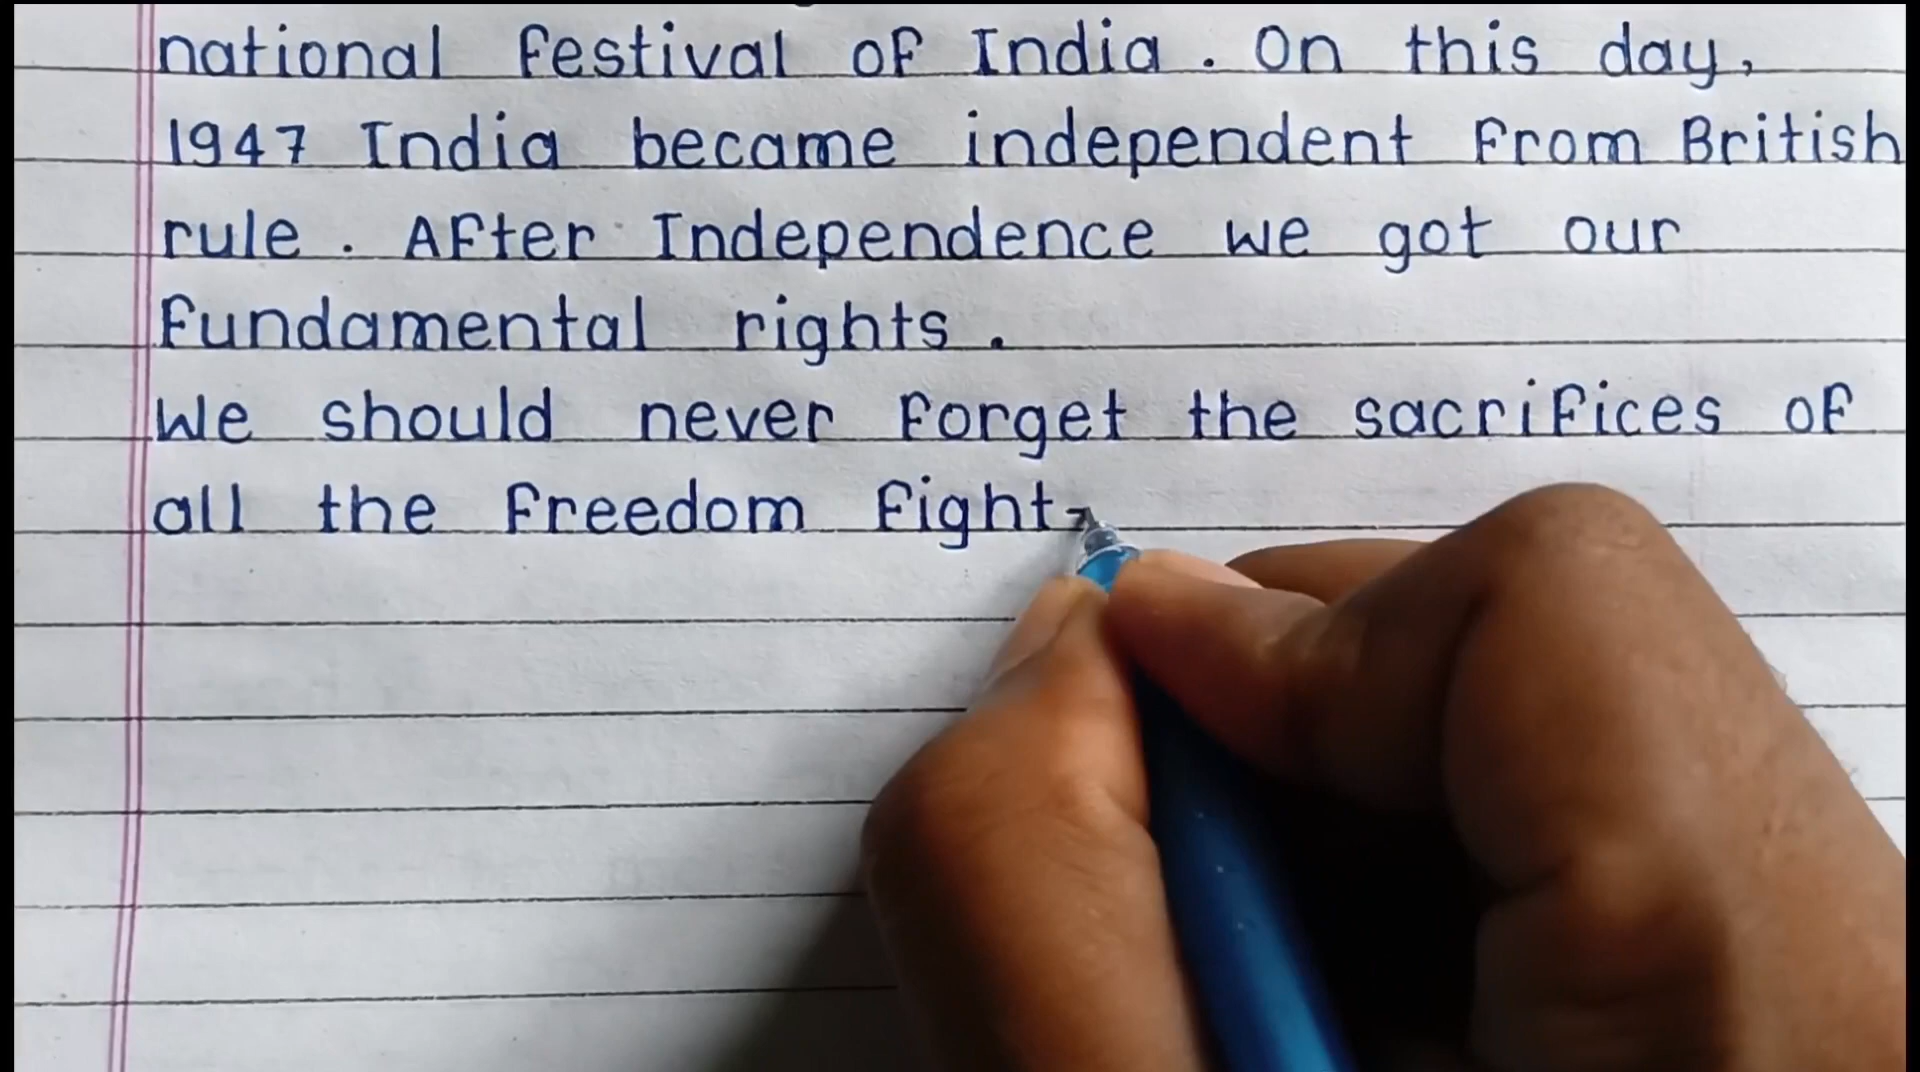 national festival of India. On this day,
1947 India became independent from British
rule. After Independence we got our
fundamental rights.
We should never forget the sacrifices of
all the freedom fight